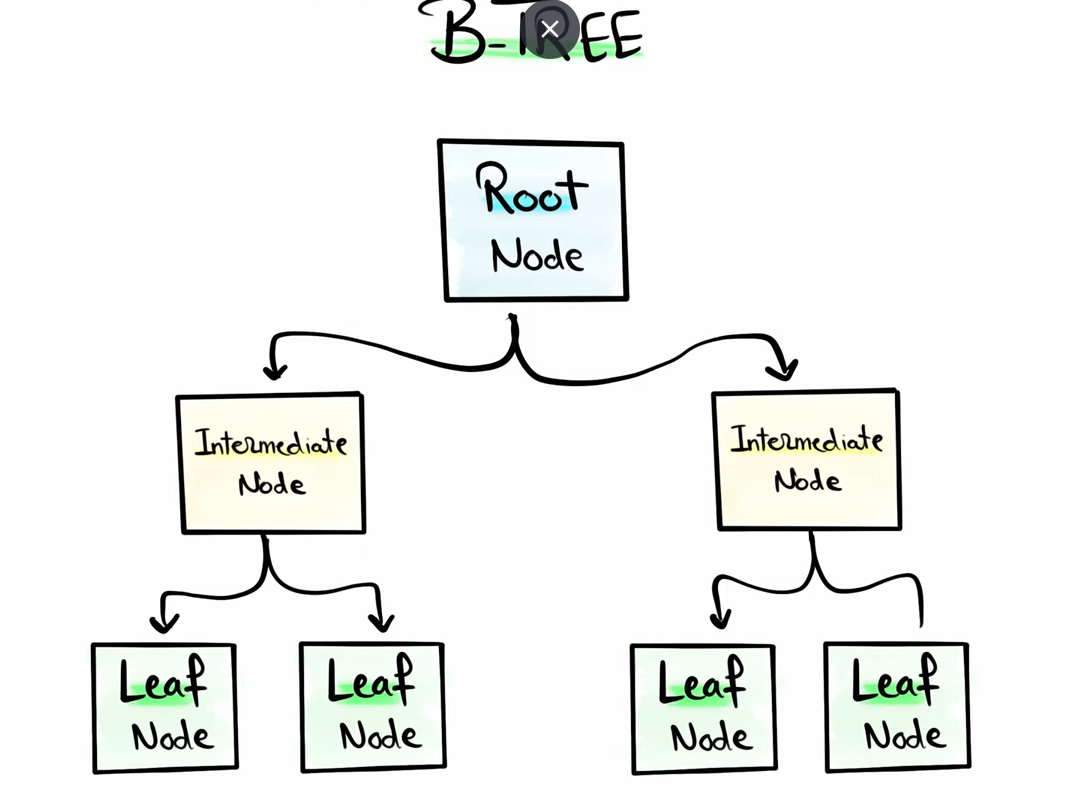 B-TREE
Root
Node
Intermediate
Node
Intermediate
Node
Leaf
Node
Leaf
Node
Leaf
Node
Leaf
Node